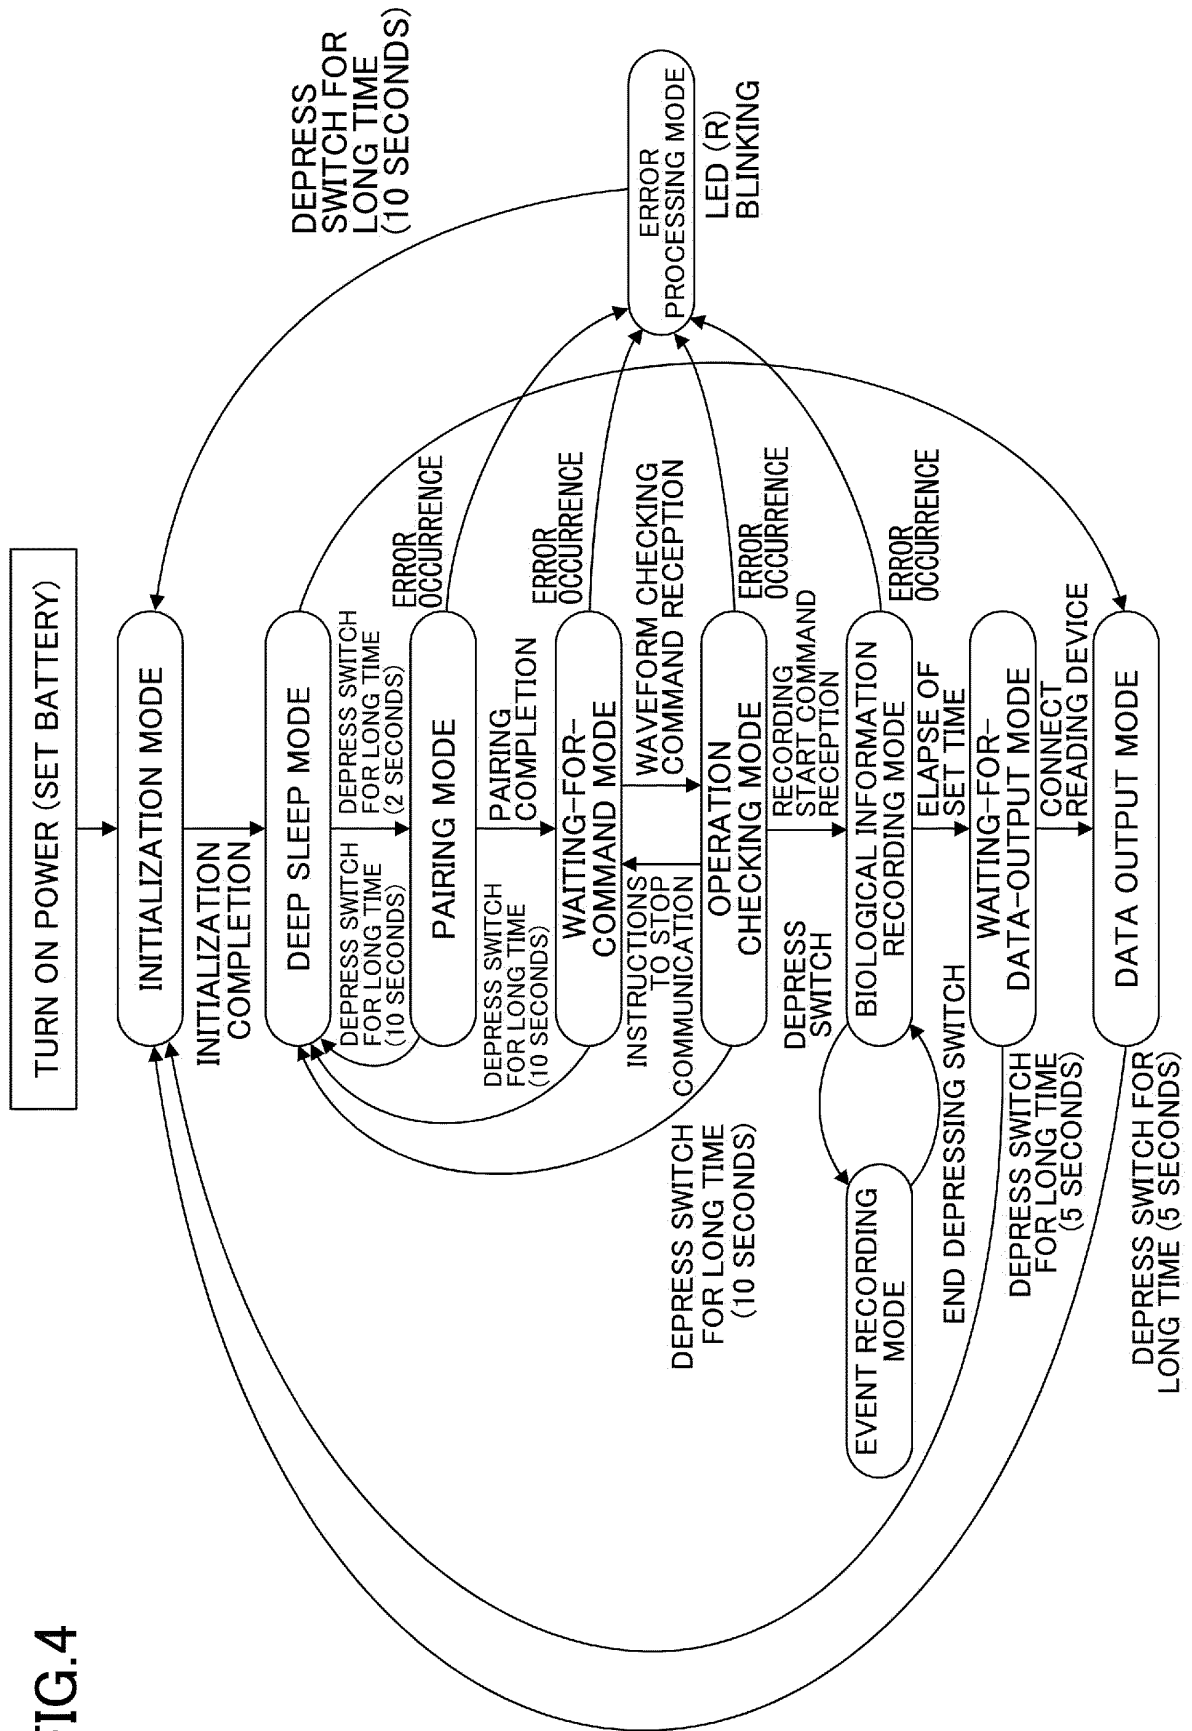 FIG.4
TURN ON POWER (SET BATTERY)
INITIALIZATION MODE
INITIALIZATION
COMPLETION
DEPRESS
SWITCH FOR
LONG TIME
(10 SECONDS)
DEEP SLEEP MODE
DEPRESS SWITCH
FOR LONG TIME
(10 SECONDS)
DEPRESS SWITCH
FOR LONG TIME
(2 SECONDS)
PAIRING MODE
ERROR
OCCURRENCE
DEPRESS SWITCH
FOR LONG TIME
(10 SECONDS)
PAIRING
COMPLETION
WAITING-FOR-
COMMAND MODE
ERROR
OCCURRENCE
ERROR
PROCESSING MODE
LED (R)
BLINKING
INSTRUCTIONS
TO STOP
COMMUNICATION
WAVEFORM CHECKING
COMMAND RECEPTION
DEPRESS SWITCH
FOR LONG TIME
(10 SECONDS)
OPERATION
CHECKING MODE
ERROR
OCCURRENCE
DEPRESS
SWITCH
RECORDING
START COMMAND
RECEPTION
EVENT RECORDING
MODE
BIOLOGICAL INFORMATION
RECORDING MODE
ERROR
OCCURRENCE
END DEPRESSING SWITCH
ELAPSE OF
SET TIME
WAITING-FOR-
DATA-OUTPUT MODE
DEPRESS SWITCH
FOR LONG TIME
(5 SECONDS)
CONNECT
READING DEVICE
DATA OUTPUT MODE
DEPRESS SWITCH FOR
LONG TIME (5 SECONDS)